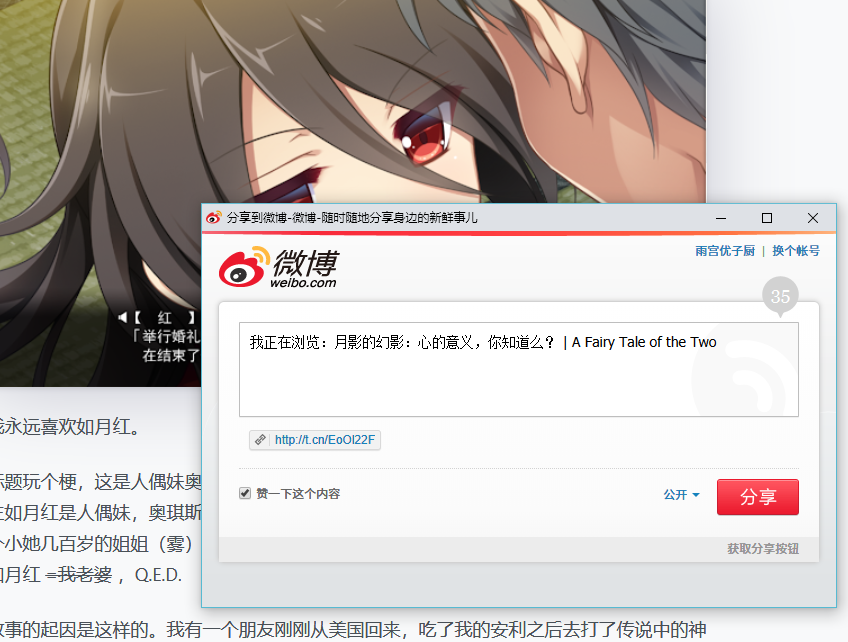 分享到微博-微博-随时随地分享身边的新鲜事儿
微博
weibo.com
雨宫优子厨 | 换个帐号
35
我正在浏览：月影的幻影：心的意义，你知道么？ | A Fairy Tale of the Two
http://t.cn/EoOl22F
赞一下这个内容
公开
分享
获取分享按钮
【 红 】
「举行婚礼
在结束了
永远喜欢如月红。
题玩个梗，这是人偶妹奥
如月红是人偶妹，奥琪斯
小她几百岁的姐姐（雾）
月红 =我老婆 ，Q.E.D.
事的起因是这样的。我有一个朋友刚刚从美国回来，吃了我的安利之后去打了传说中的神